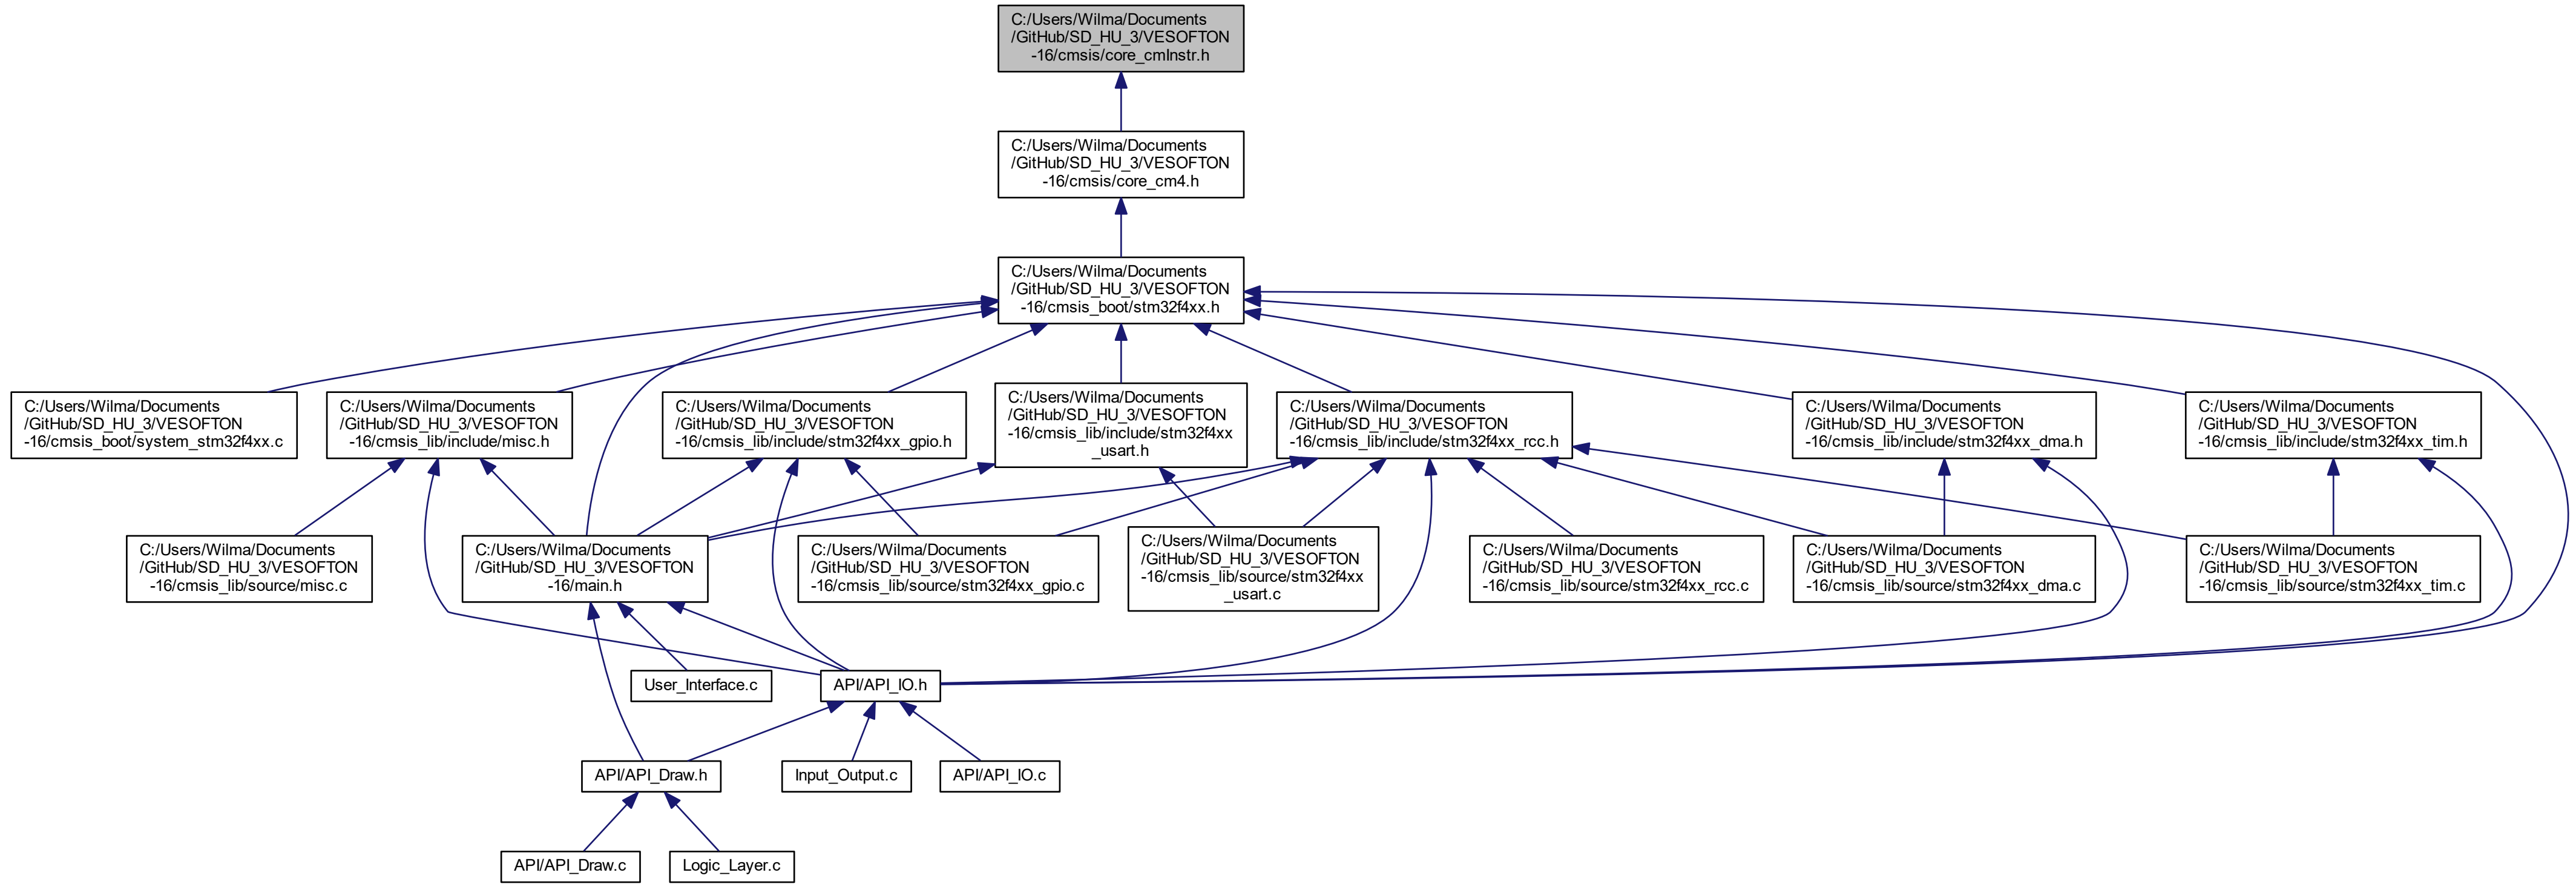 C:/Users/Wilma/Documents
/GitHub/SD_HU_3/VESOFTON
-16/cmsis/core_cmInstr.h
C:/Users/Wilma/Documents
/GitHub/SD_HU_3/VESOFTON
-16/cmsis/core_cm4.h
C:/Users/Wilma/Documents
/GitHub/SD_HU_3/VESOFTON
-16/cmsis_boot/stm32f4xx.h
C:/Users/Wilma/Documents
/GitHub/SD_HU_3/VESOFTON
-16/cmsis_boot/system_stm32f4xx.c
C:/Users/Wilma/Documents
/GitHub/SD_HU_3/VESOFTON
-16/cmsis_lib/include/misc.h
C:/Users/Wilma/Documents
/GitHub/SD_HU_3/VESOFTON
-16/cmsis_lib/include/stm32f4xx_gpio.h
C:/Users/Wilma/Documents
/GitHub/SD_HU_3/VESOFTON
-16/cmsis_lib/include/stm32f4xx
_usart.h
C:/Users/Wilma/Documents
/GitHub/SD_HU_3/VESOFTON
-16/cmsis_lib/include/stm32f4xx_rcc.h
C:/Users/Wilma/Documents
/GitHub/SD_HU_3/VESOFTON
-16/cmsis_lib/include/stm32f4xx_dma.h
C:/Users/Wilma/Documents
/GitHub/SD_HU_3/VESOFTON
-16/cmsis_lib/include/stm32f4xx_tim.h
C:/Users/Wilma/Documents
/GitHub/SD_HU_3/VESOFTON
-16/cmsis_lib/source/misc.c
C:/Users/Wilma/Documents
/GitHub/SD_HU_3/VESOFTON
-16/main.h
C:/Users/Wilma/Documents
/GitHub/SD_HU_3/VESOFTON
-16/cmsis_lib/source/stm32f4xx_gpio.c
C:/Users/Wilma/Documents
/GitHub/SD_HU_3/VESOFTON
-16/cmsis_lib/source/stm32f4xx
_usart.c
C:/Users/Wilma/Documents
/GitHub/SD_HU_3/VESOFTON
-16/cmsis_lib/source/stm32f4xx_rcc.c
C:/Users/Wilma/Documents
/GitHub/SD_HU_3/VESOFTON
-16/cmsis_lib/source/stm32f4xx_dma.c
C:/Users/Wilma/Documents
/GitHub/SD_HU_3/VESOFTON
-16/cmsis_lib/source/stm32f4xx_tim.c
User_Interface.c
API/API_IO.h
API/API_Draw.h
Input_Output.c
API/API_IO.c
API/API_Draw.c
Logic_Layer.c